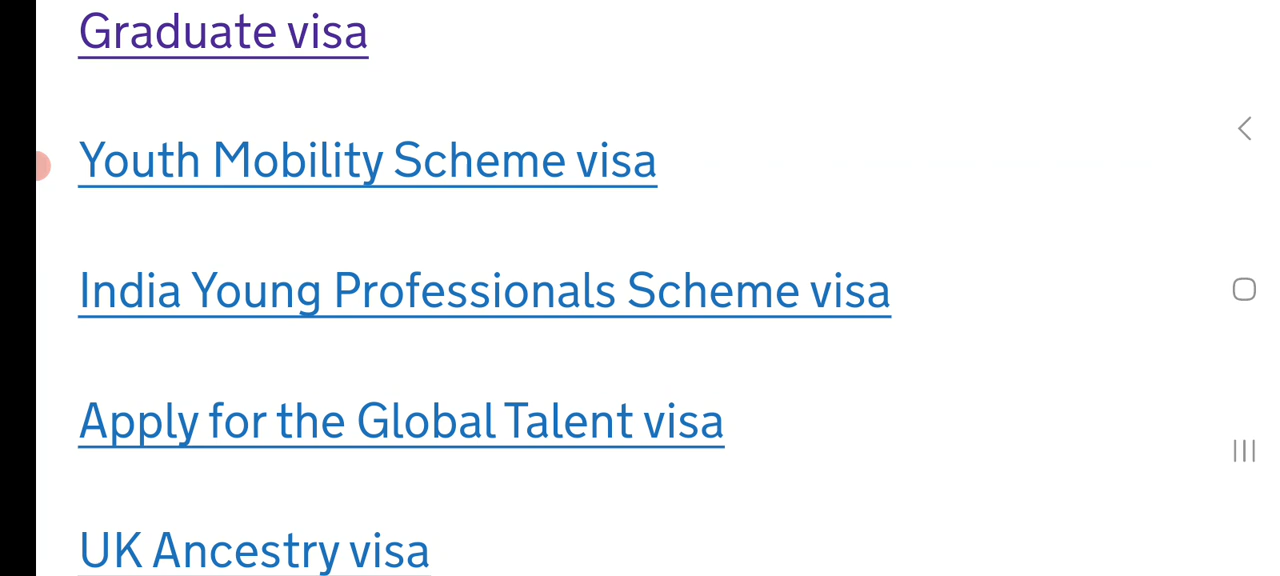 Graduate visa
Youth Mobility Scheme visa
India Young Professionals Scheme visa
Apply for the Global Talent visa
UK Ancestry visa